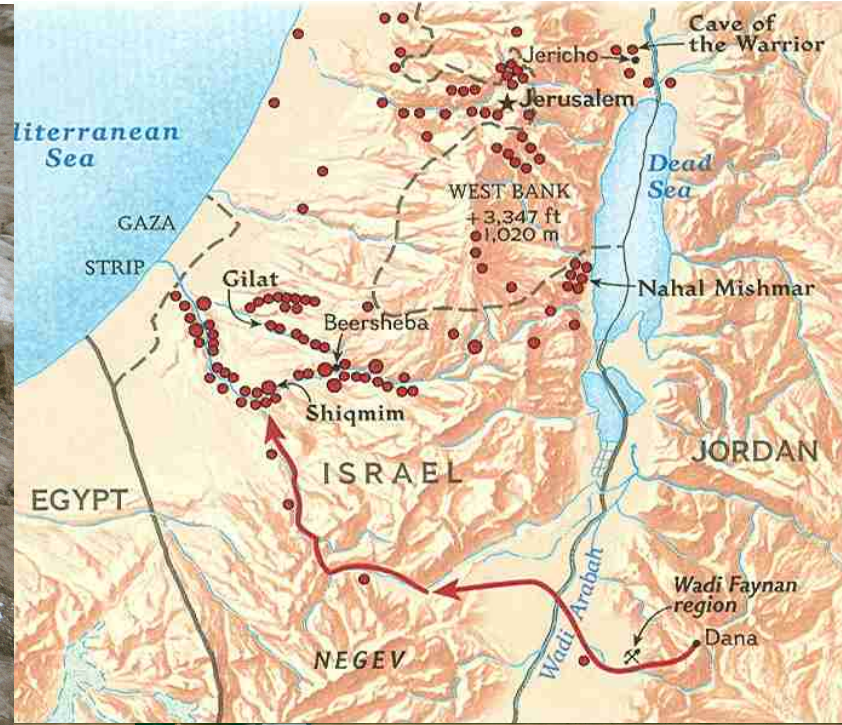 Cave of
the Warrior
Jericho
Jerusalem
Sea
Dead
Sea
WEST BANK
+3,347 ft
1,020 m
GAZA
STRIP
Gilat
Nahal Mishmar
Beersheba
Shiqmim
ISRAEL
JORDAN
EGYPT
Wadi Arabah
Wadi Faynan
region
Dana
NEGEV